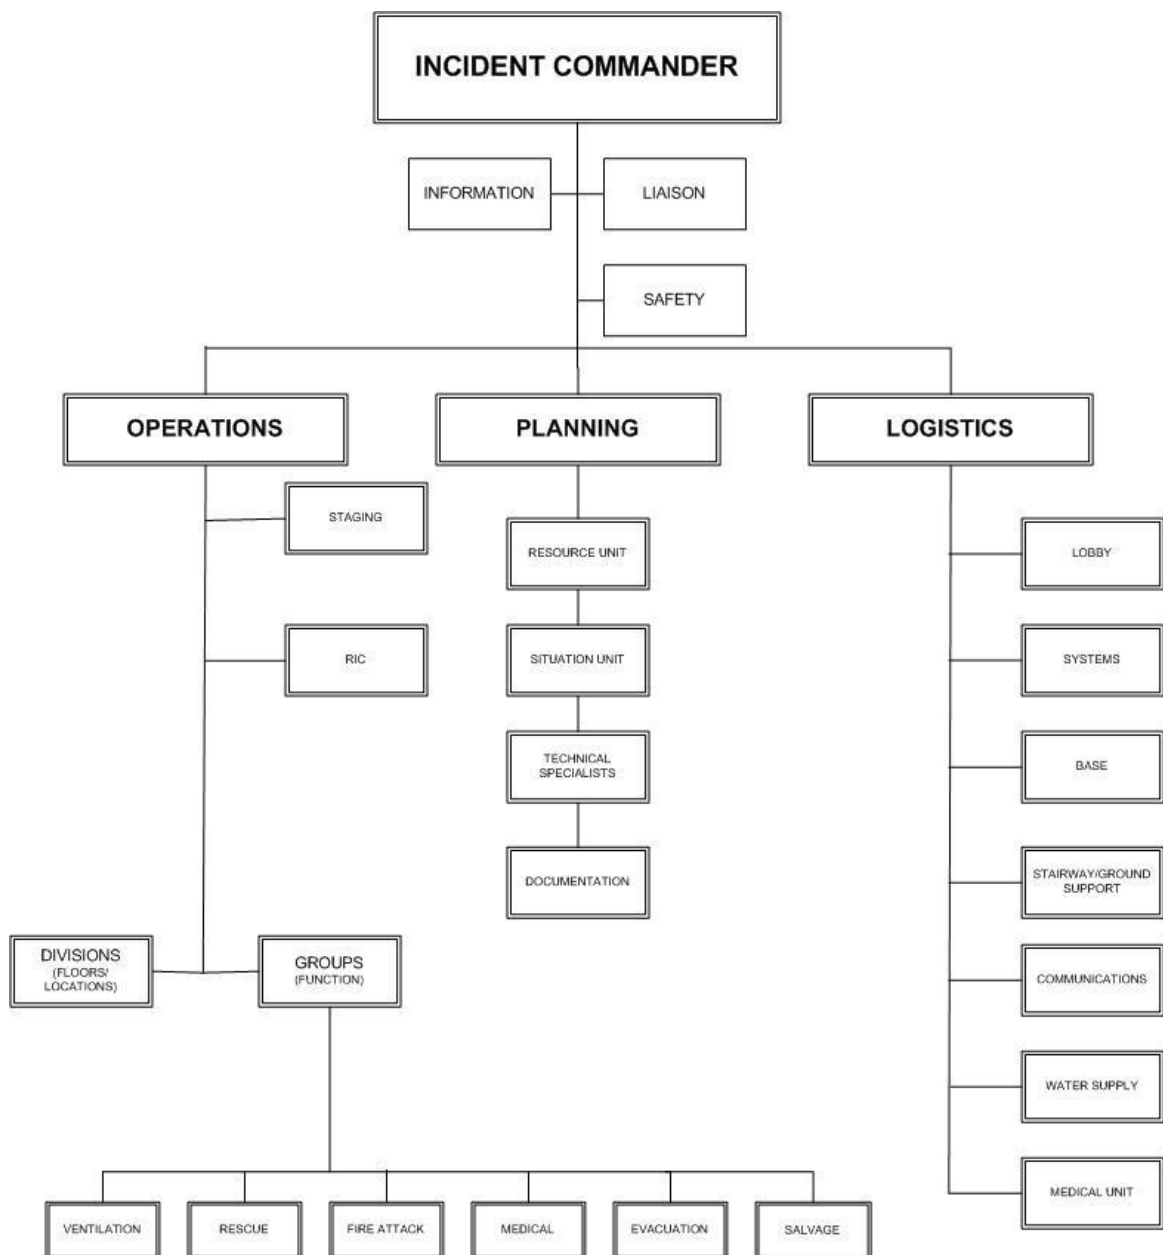 INCIDENT COMMANDER
INFORMATION
LIAISON
SAFETY
OPERATIONS
PLANNING
LOGISTICS
STAGING
RESOURCE UNIT
LOBBY
RIC
SITUATION UNIT
SYSTEMS
TECHNICAL
SPECIALISTS
BASE
DOCUMENTATION
STAIRWAY/GROUND
SUPPORT
DIVISIONS
(FLOORS/
LOCATIONS)
GROUPS
(FUNCTION)
COMMUNICATIONS
WATER SUPPLY
MEDICAL UNIT
VENTILATION
RESCUE
FIRE ATTACK
MEDICAL
EVACUATION
SALVAGE